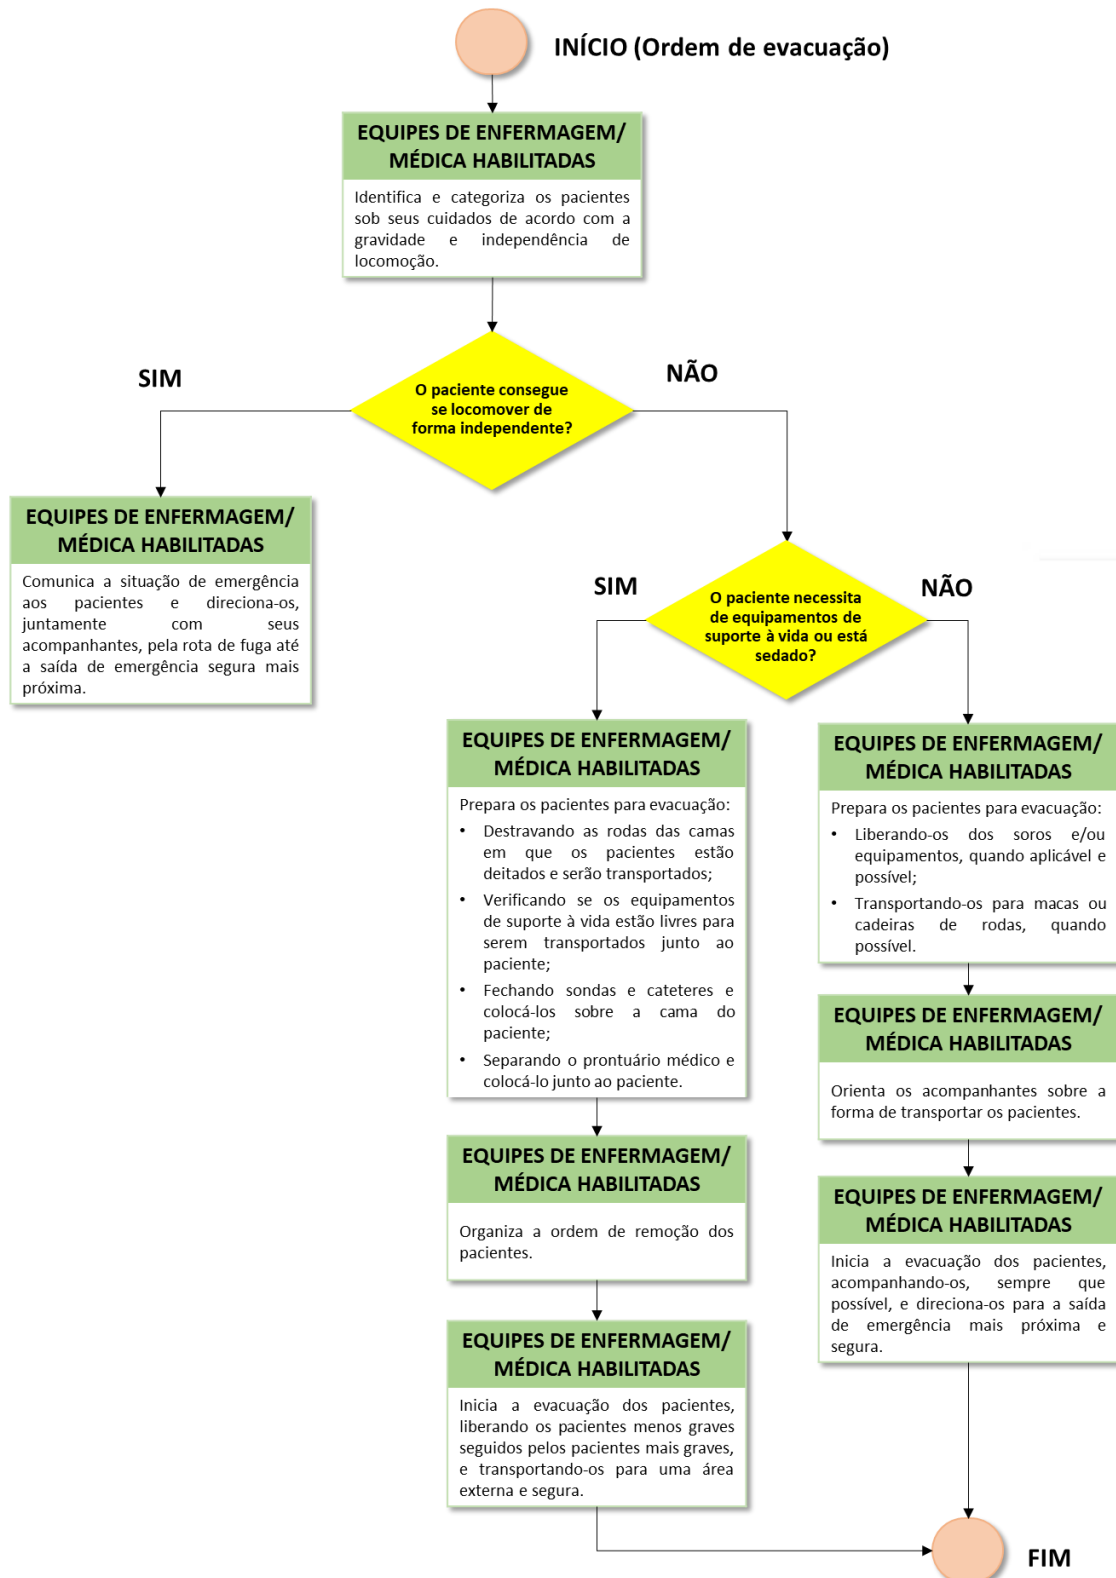 INÍCIO (Ordem de evacuação)
EQUIPES DE ENFERMAGEM/
MÉDICA HABILITADAS
Identifica e categoriza os pacientes
sob seus cuidados de acordo com a
gravidade e independência de
locomoção.
O paciente consegue
se locomover de
forma independente?
SIM
NÃO
EQUIPES DE ENFERMAGEM/
MÉDICA HABILITADAS
Comunica a situação de emergência
aos pacientes e direciona-os,
juntamente com seus
acompanhantes, pela rota de fuga até
a saída de emergência segura mais
próxima.
O paciente necessita
de equipamentos de
suporte à vida ou está
sedado?
SIM
NÃO
EQUIPES DE ENFERMAGEM/
MÉDICA HABILITADAS
Prepara os pacientes para evacuação:
• Destravando as rodas das camas
em que os pacientes estão
deitados e serão transportados;
• Verificando se os equipamentos
de suporte à vida estão livres para
serem transportados junto ao
paciente;
• Fechando sondas e cateteres e
colocá-los sobre a cama do
paciente;
• Separando o prontuário médico e
colocá-lo junto ao paciente.
EQUIPES DE ENFERMAGEM/
MÉDICA HABILITADAS
Organiza a ordem de remoção dos
pacientes.
EQUIPES DE ENFERMAGEM/
MÉDICA HABILITADAS
Inicia a evacuação dos pacientes,
liberando os pacientes menos graves
seguidos pelos pacientes mais graves,
e transportando-os para uma área
externa e segura.
EQUIPES DE ENFERMAGEM/
MÉDICA HABILITADAS
Prepara os pacientes para evacuação:
• Liberando-os dos soros e/ou
equipamentos, quando aplicável e
possível;
• Transportando-os para macas ou
cadeiras de rodas, quando
possível.
EQUIPES DE ENFERMAGEM/
MÉDICA HABILITADAS
Orienta os acompanhantes sobre a
forma de transportar os pacientes.
EQUIPES DE ENFERMAGEM/
MÉDICA HABILITADAS
Inicia a evacuação dos pacientes,
acompanhando-os, sempre que
possível, e direciona-os para a saída
de emergência mais próxima e
segura.
FIM